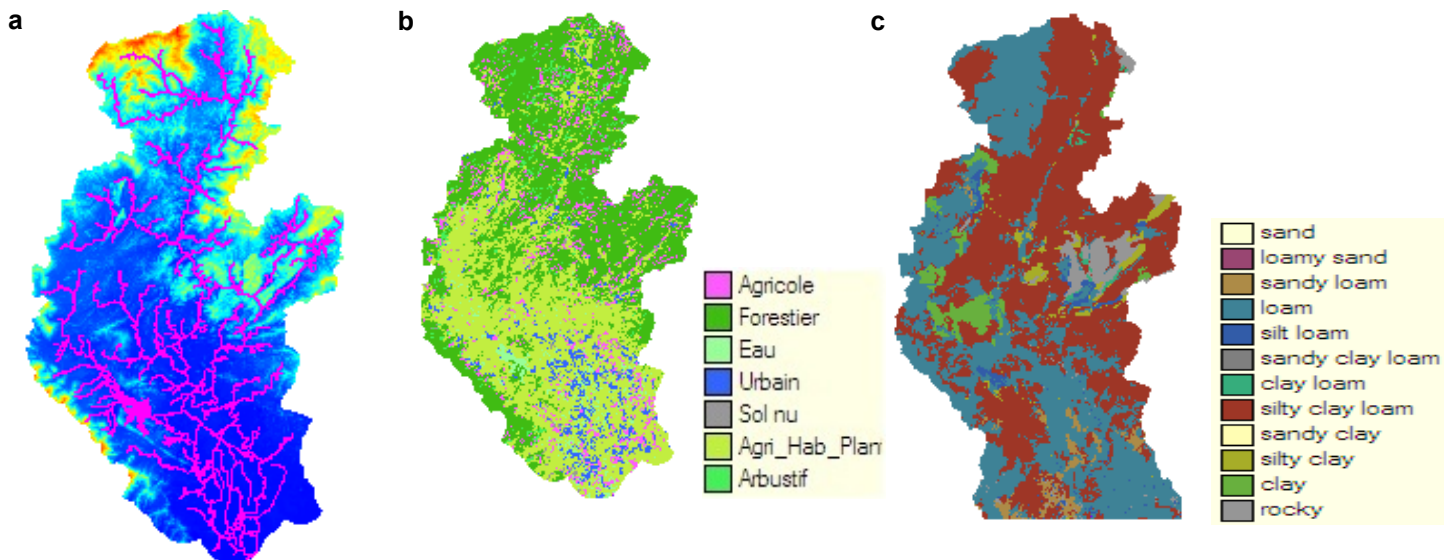 a
b
c
Agricole
Forestier
Eau
Urbain
Sol nu
Agri_Hab_Plan
Arbustif
sand
loamy sand
sandy loam
loam
silt loam
sandy clay loam
clay loam
silty clay loam
sandy clay
silty clay
clay
rocky